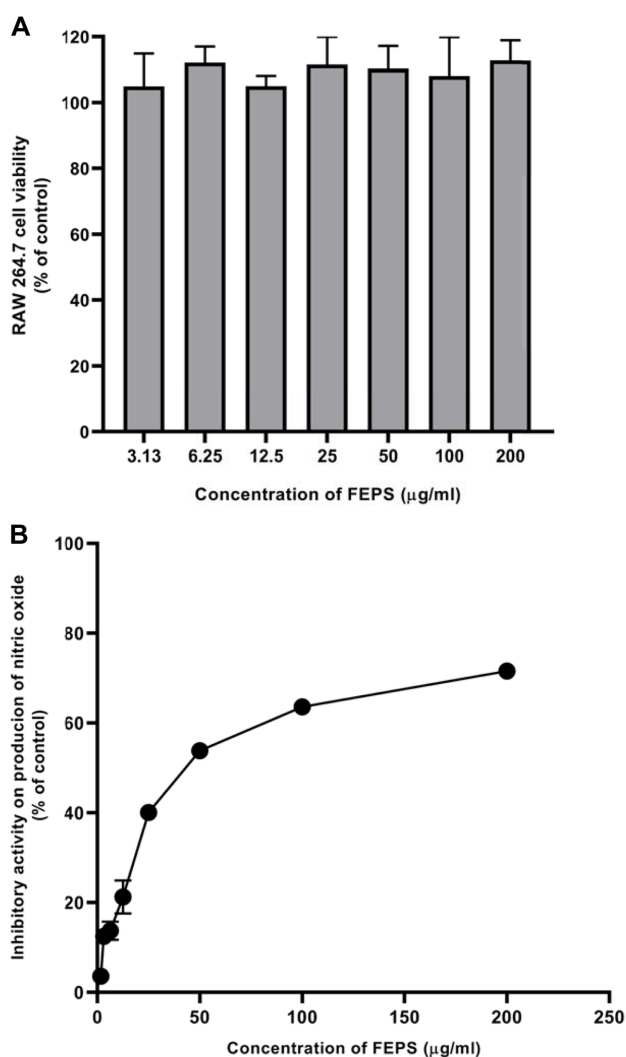 A
RAW 264.7 cell viability
(% of control)
120
100
80
60
40
20
0
3.13 6.25 12.5 25 50 100 200
Concentration of FEPS (μg/ml)
B
Inhibitory activity on producion of nitric oxide
(% of control)
100
80
60
40
20
0
0 50 100 150 200 250
Concentration of FEPS (μg/ml)